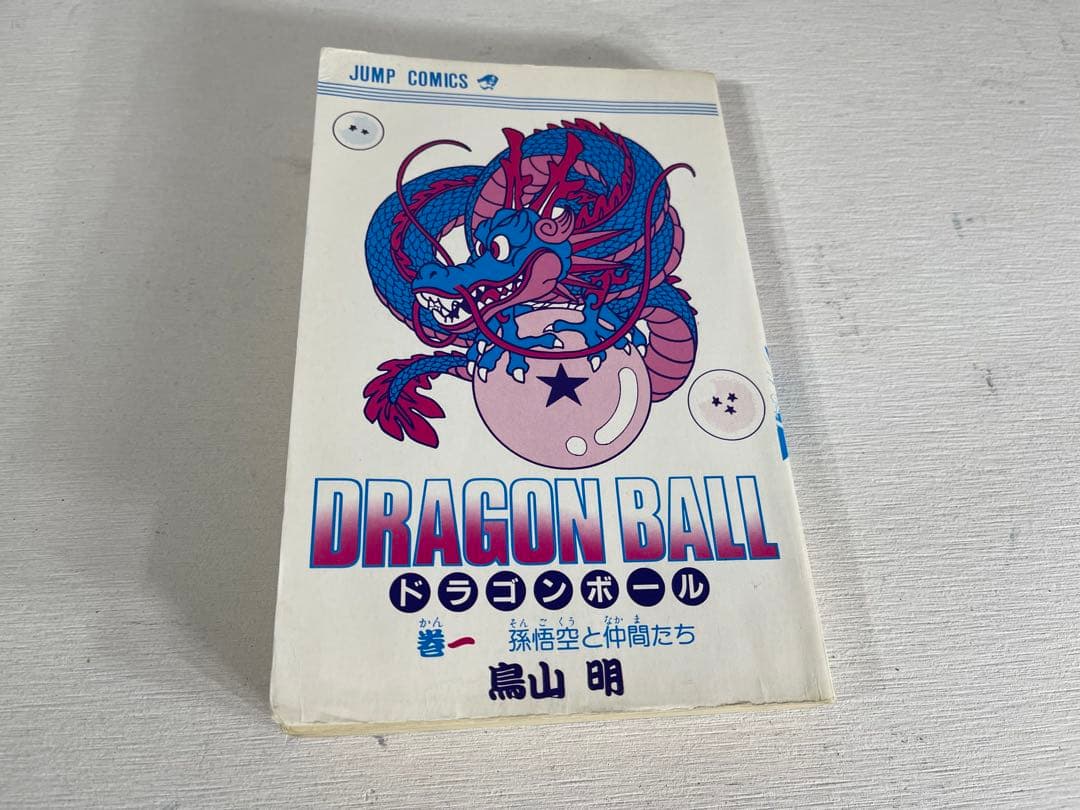 JUMP COMICS
DRAGON BALL
ドラゴンボール
かん そんごくう なかま
巻一 孫悟空と仲間たち
鳥山 明